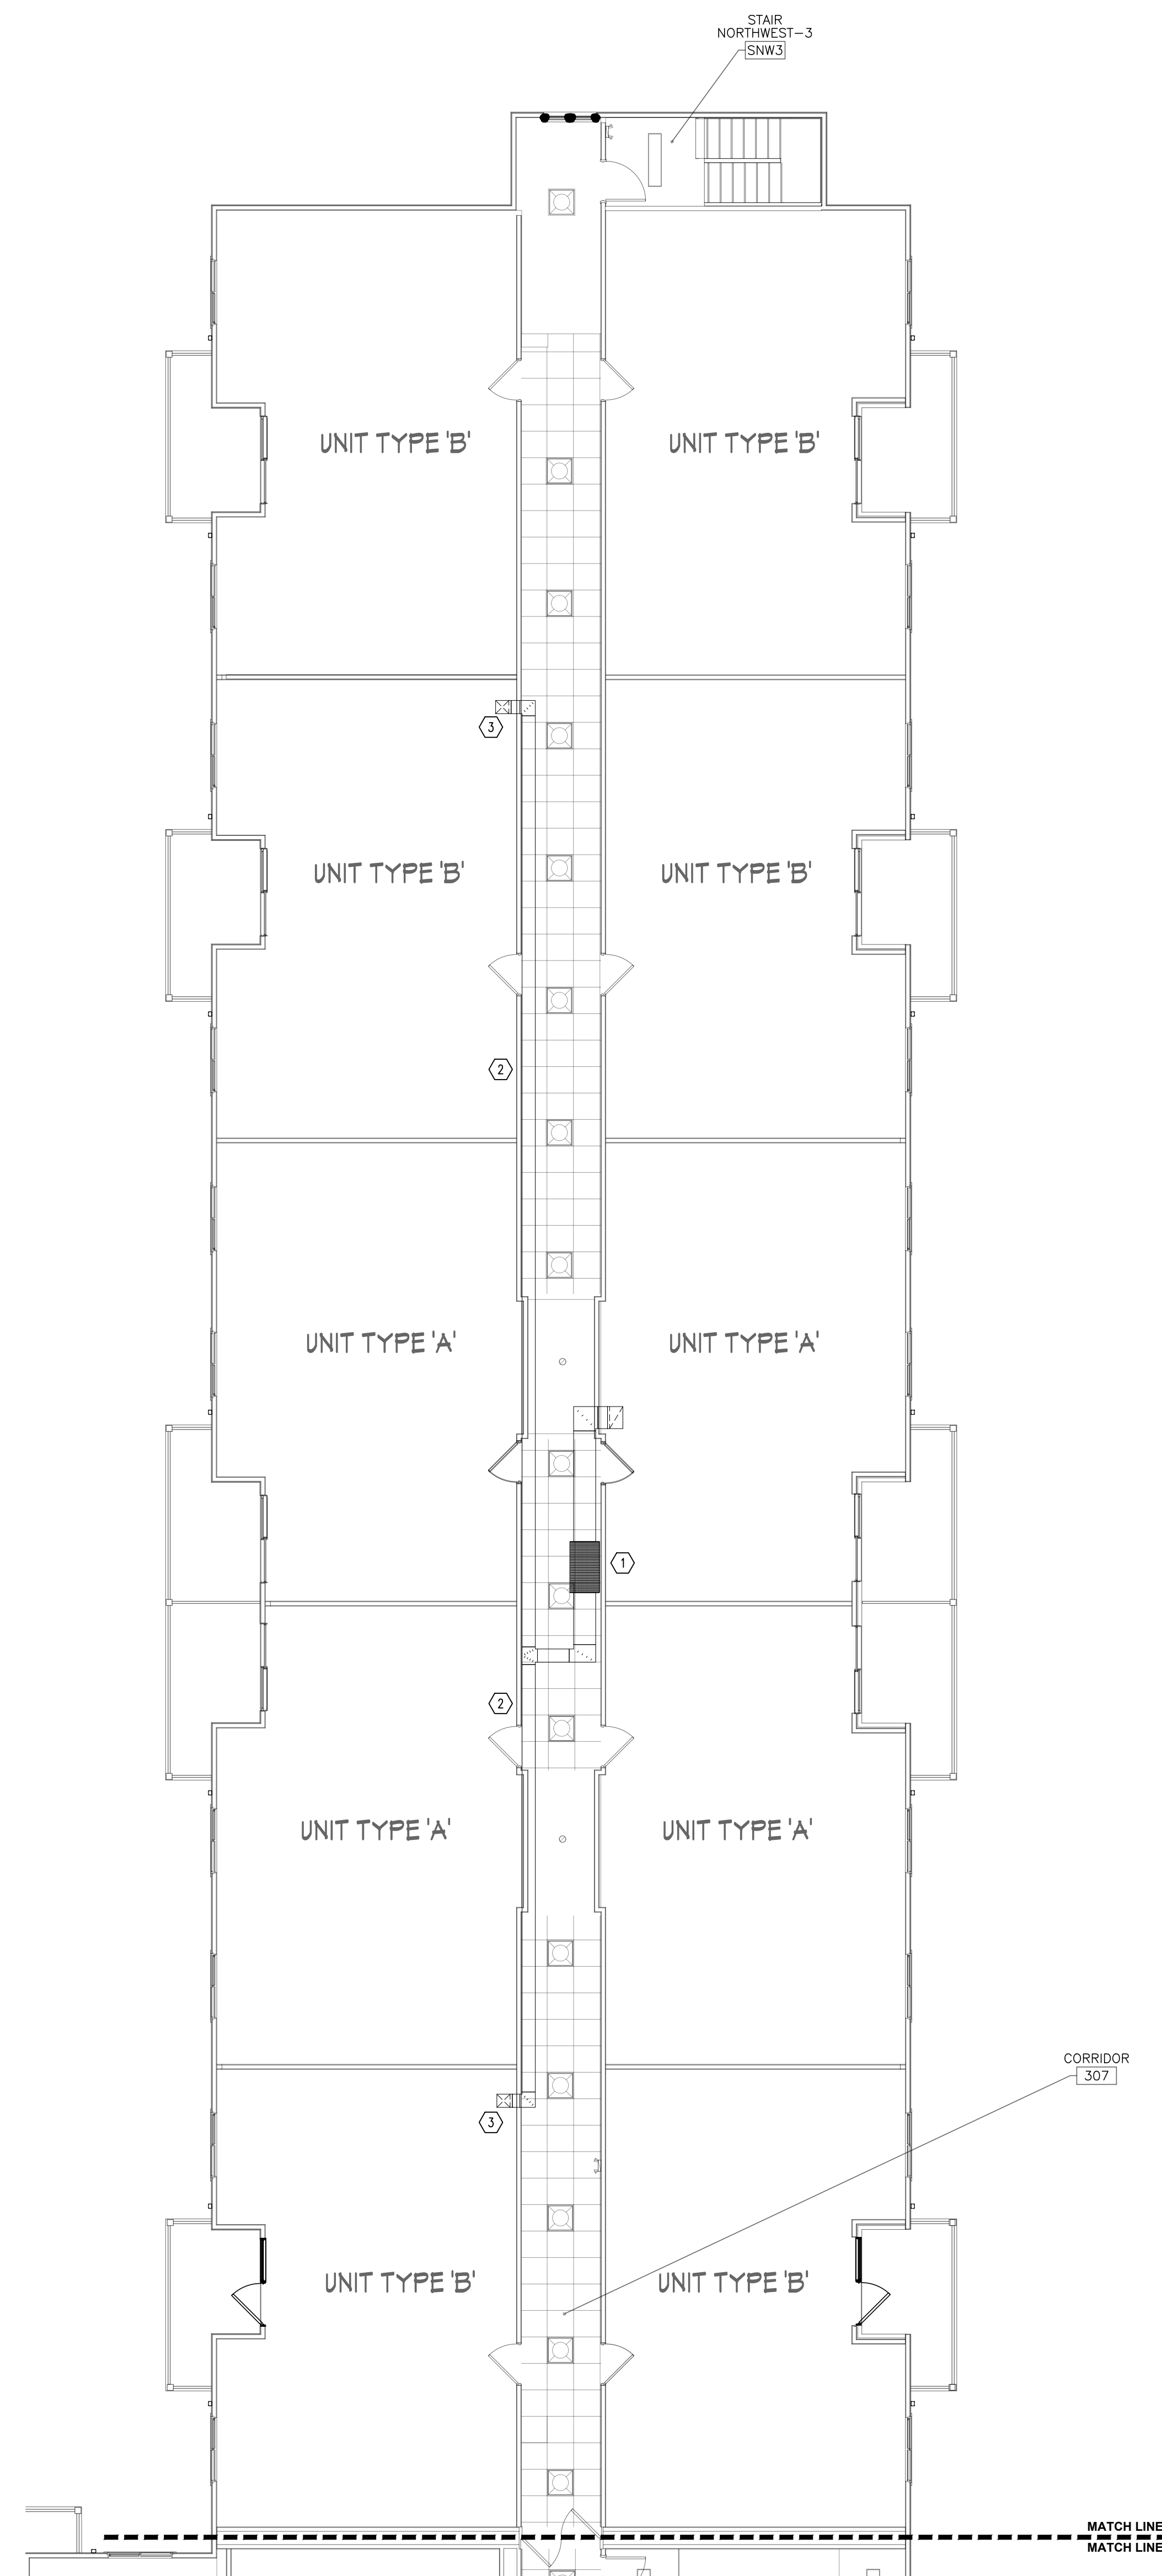 STAIR
NORTHWEST-3
SNW3
UNIT TYPE 'B'
UNIT TYPE 'B'
3
UNIT TYPE 'B'
UNIT TYPE 'B'
2
UNIT TYPE 'A'
UNIT TYPE 'A'
1
2
UNIT TYPE 'A'
UNIT TYPE 'A'
CORRIDOR
307
3
UNIT TYPE 'B'
UNIT TYPE 'B'
MATCH LINE
MATCH LINE